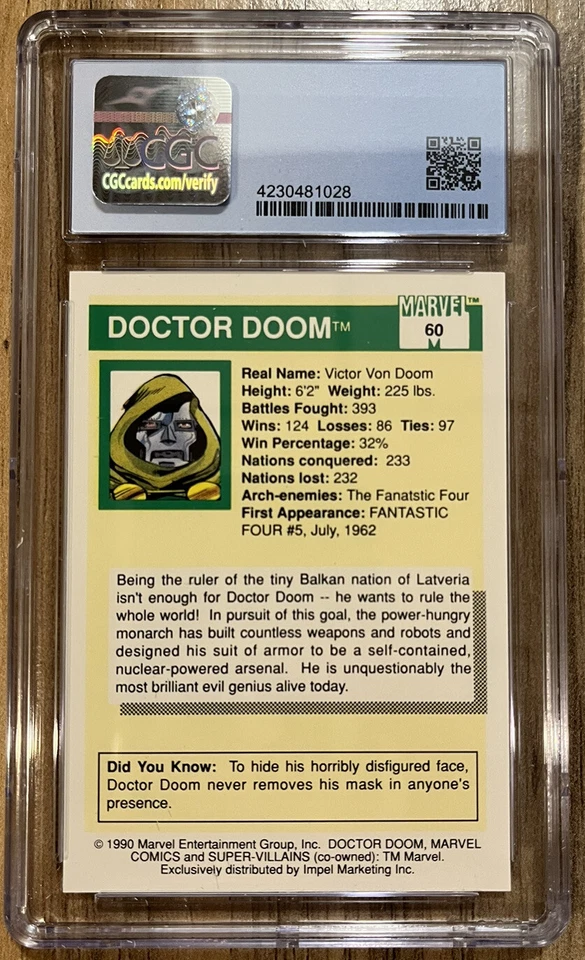 CGC
CGCcards.com/verify
4230481028
MARVEL™
DOCTOR DOOM™
60
Real Name: Victor Von Doom
Height: 6'2" Weight: 225 lbs.
Battles Fought: 393
Wins: 124 Losses: 86 Ties: 97
Win Percentage: 32%
Nations conquered: 233
Nations lost: 232
Arch-enemies: The Fanatstic Four
First Appearance: FANTASTIC
FOUR #5, July, 1962
Being the ruler of the tiny Balkan nation of Latveria
isn't enough for Doctor Doom -- he wants to rule the
whole world! In pursuit of this goal, the power-hungry
monarch has built countless weapons and robots and
designed his suit of armor to be a self-contained,
nuclear-powered arsenal. He is unquestionably the
most brilliant evil genius alive today.
Did You Know: To hide his horribly disfigured face,
Doctor Doom never removes his mask in anyone's
presence.
© 1990 Marvel Entertainment Group, Inc. DOCTOR DOOM, MARVEL
COMICS and SUPER-VILLAINS (co-owned): TM Marvel.
Exclusively distributed by Impel Marketing Inc.